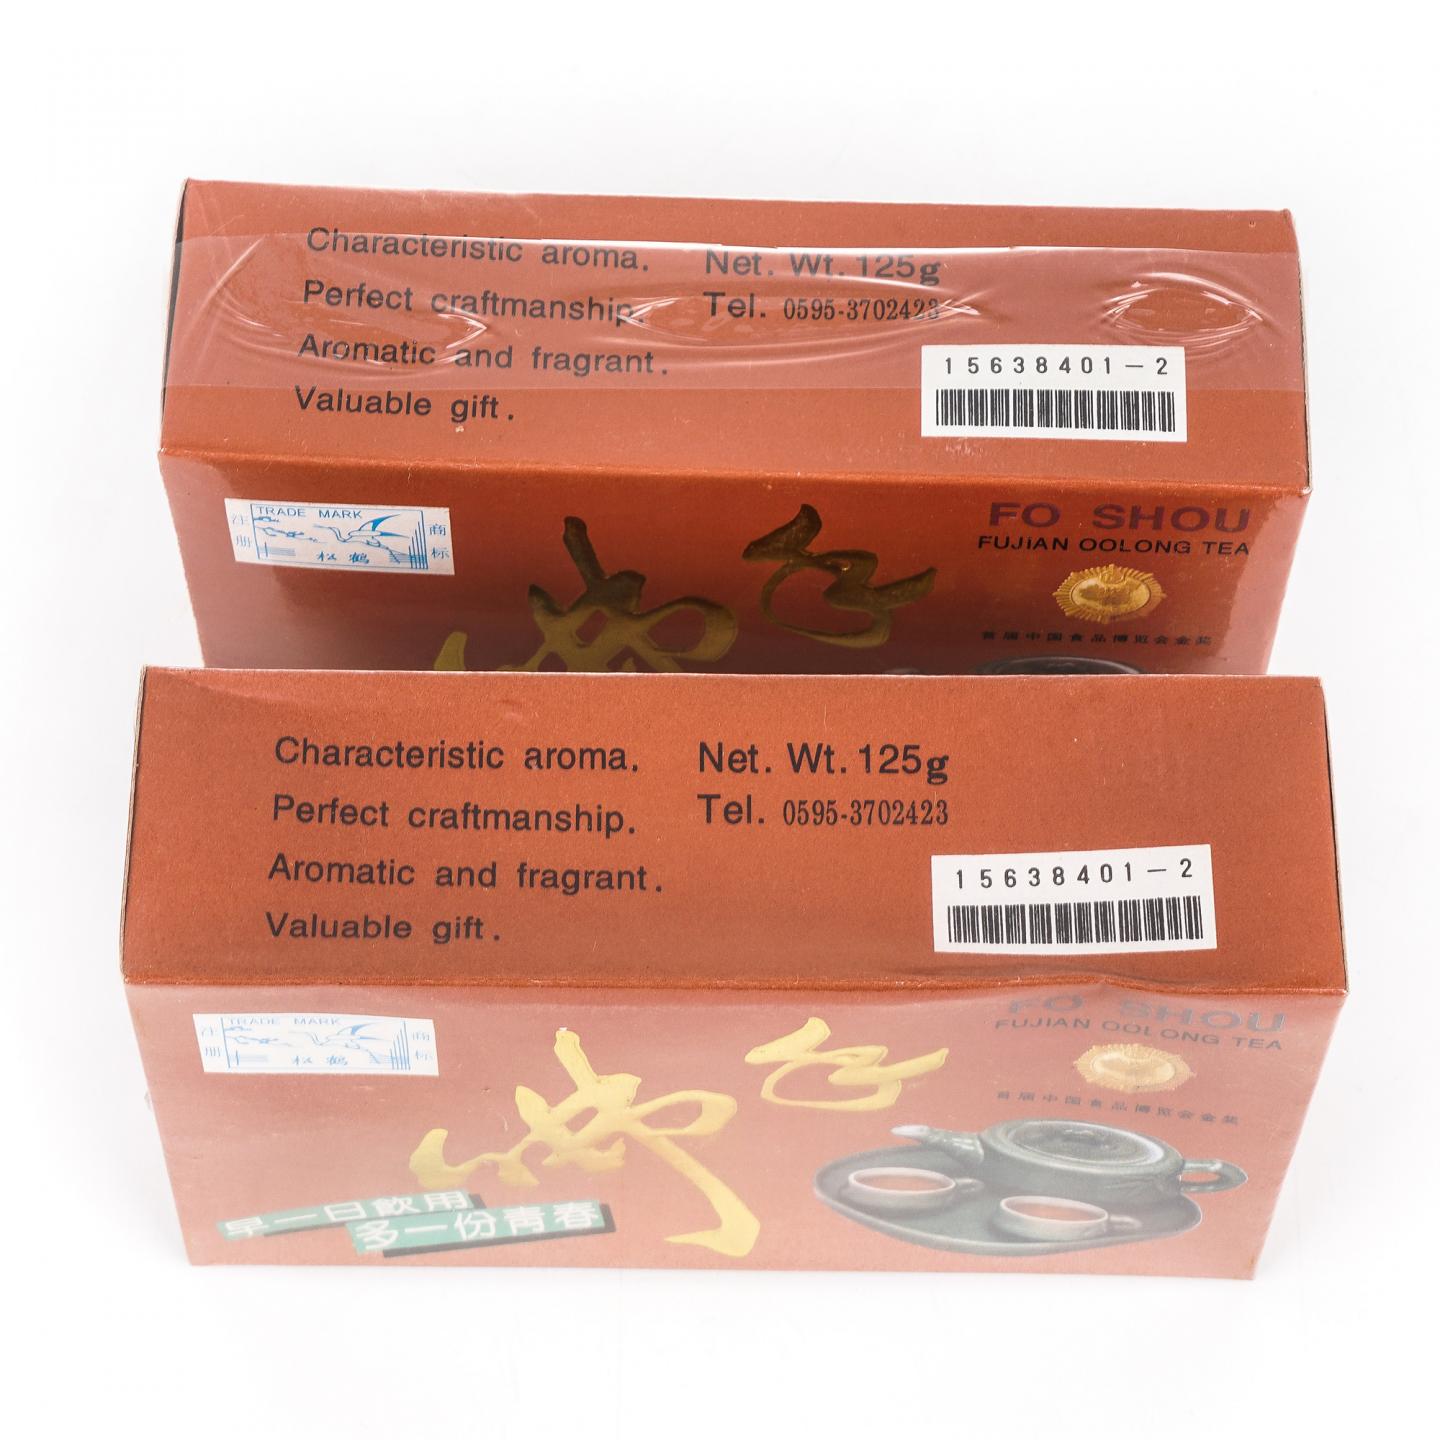 Characteristic aroma.
Perfect craftmanship.
Aromatic and fragrant.
Valuable gift.
Net. Wt. 125g
Tel. 0595-3702423
15638401-2
注册
TRADE MARK
松鹤
商标
佛手
FO SHOU
FUJIAN OOLONG TEA
首届中国食品博览会金奖
Characteristic aroma.
Perfect craftmanship.
Aromatic and fragrant.
Valuable gift.
Net. Wt. 125g
Tel. 0595-3702423
15638401-2
注册
TRADE MARK
松鹤
商标
佛手
FO SHOU
FUJIAN OOLONG TEA
首届中国食品博览会金奖
早一日飲用
多一份青春